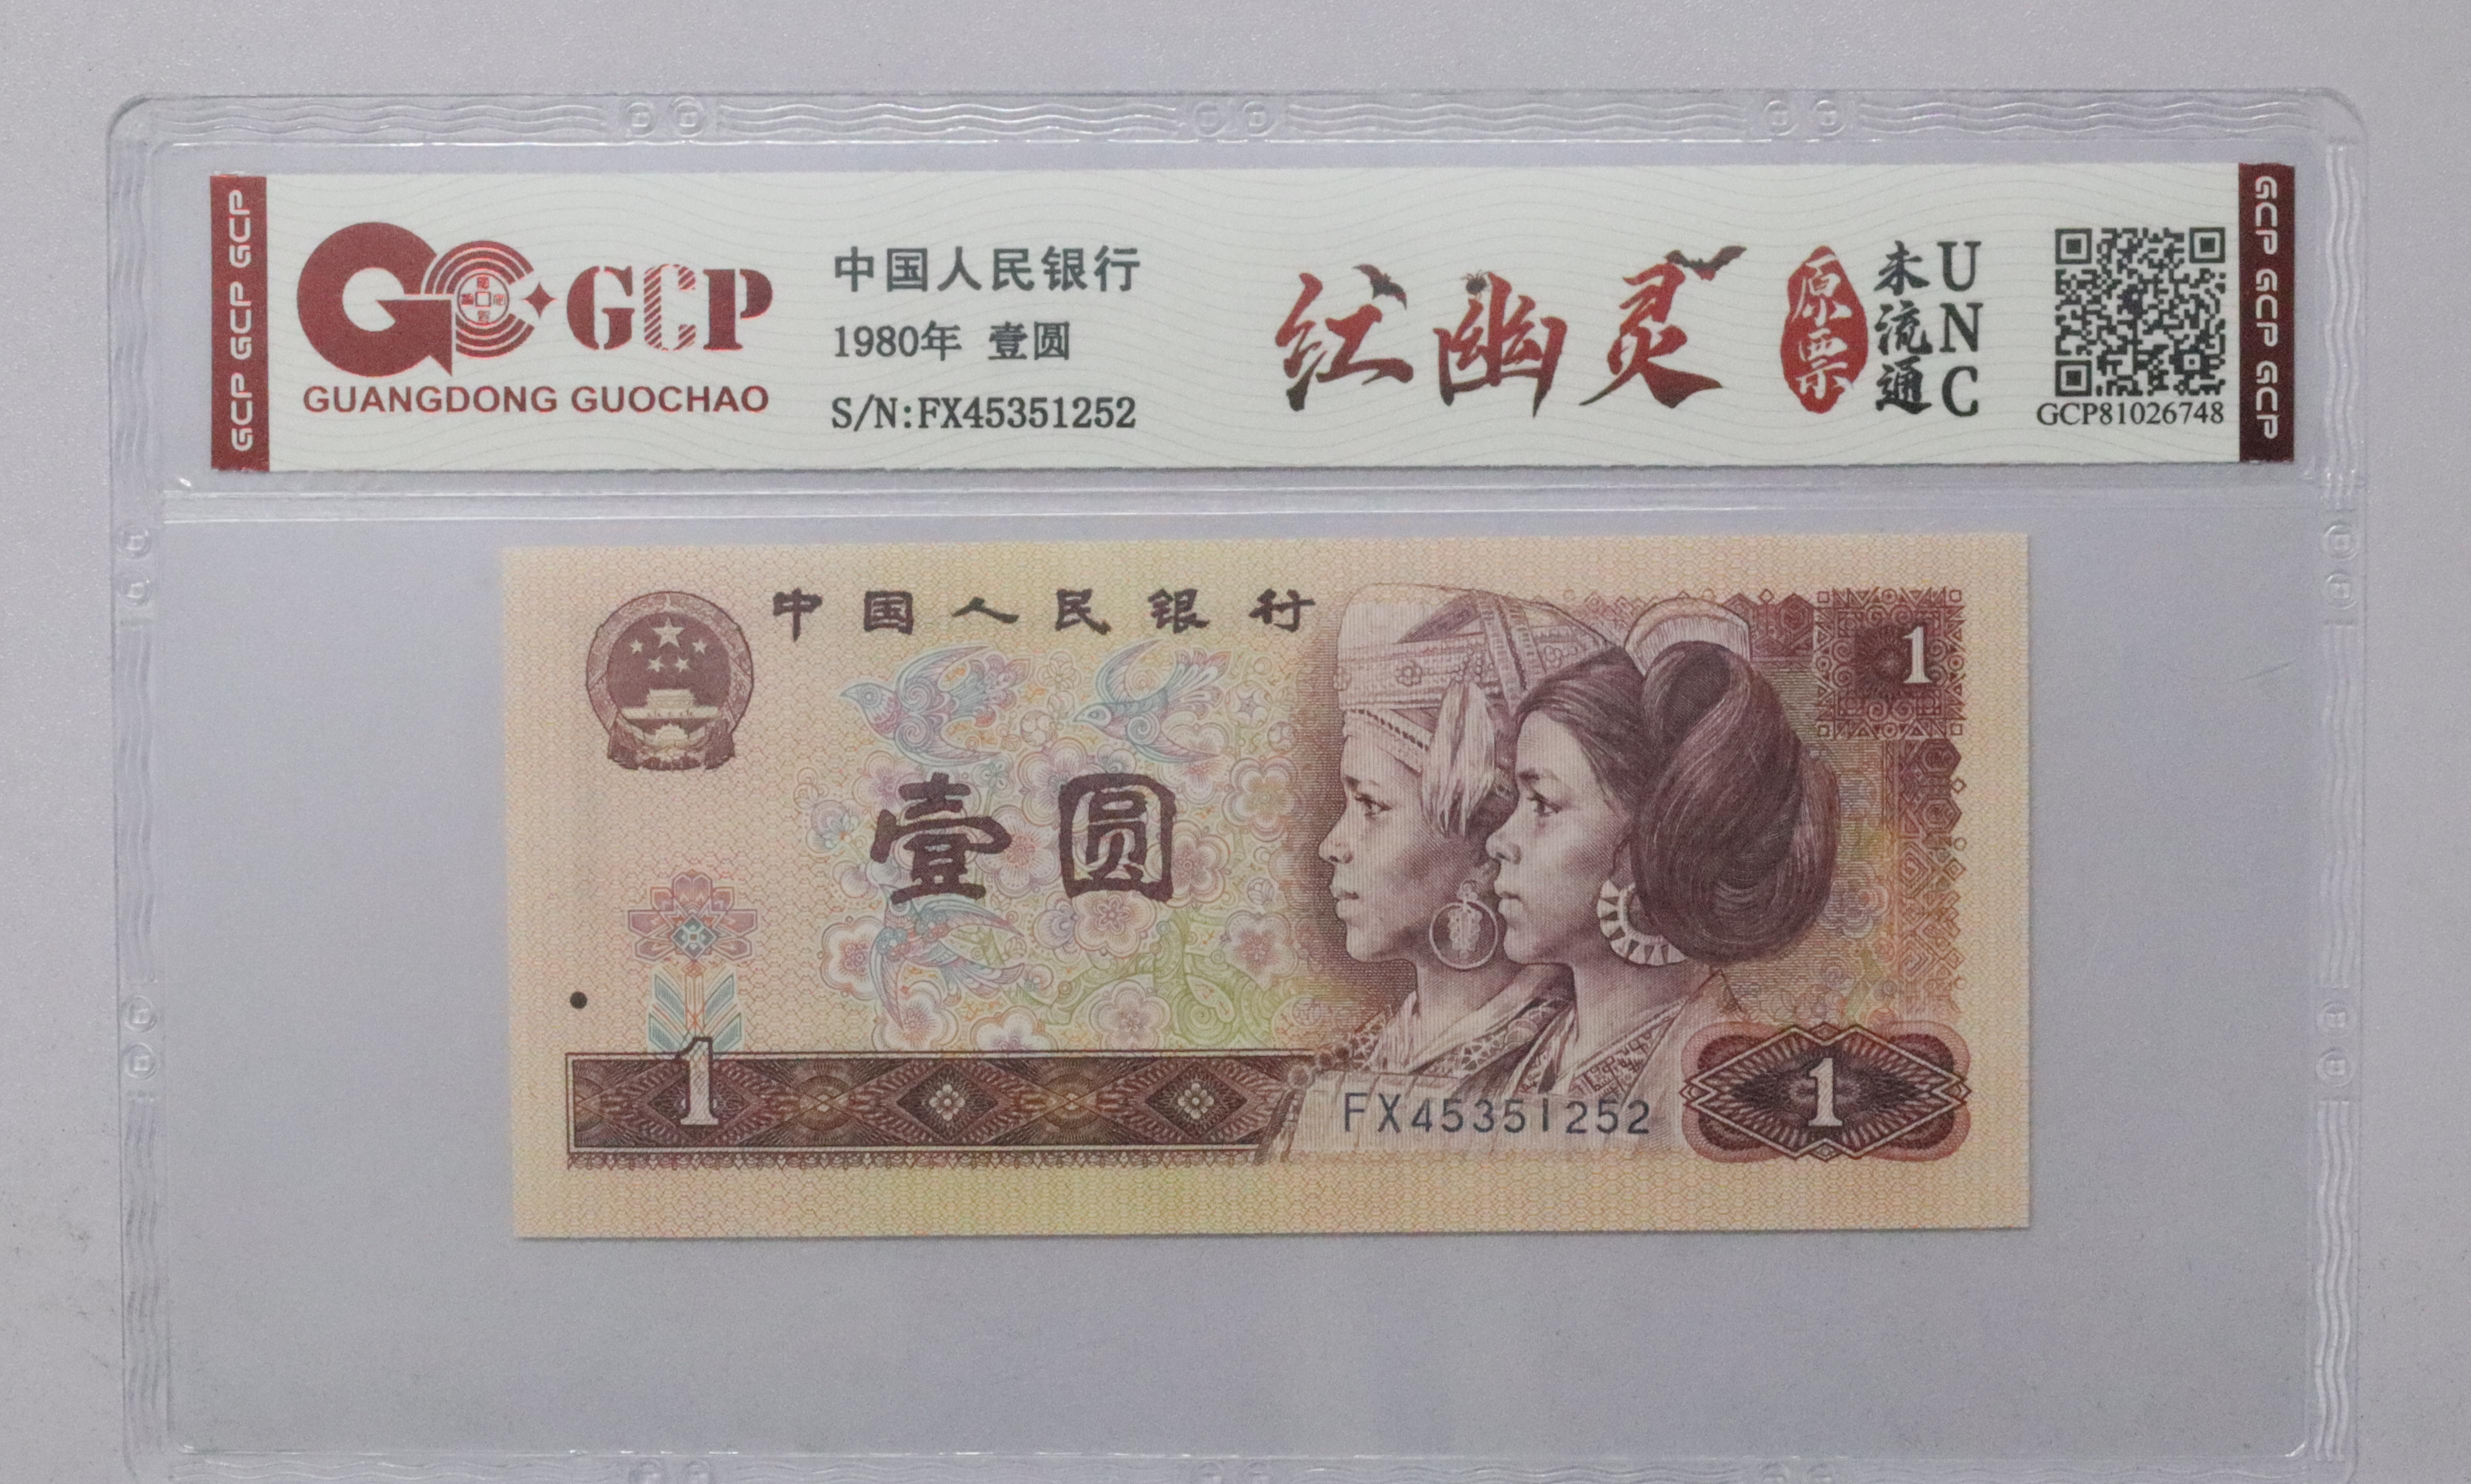 GCP GCP GCP
GCP
GUANGDONG GUOCHAO
中国人民银行
1980年 壹圆
S/N:FX45351252
红幽灵
原票
未流通
UNC
GCP81026748
GCP GCP GCP
中国人民银行
1
壹圆
1
FX45351252
1